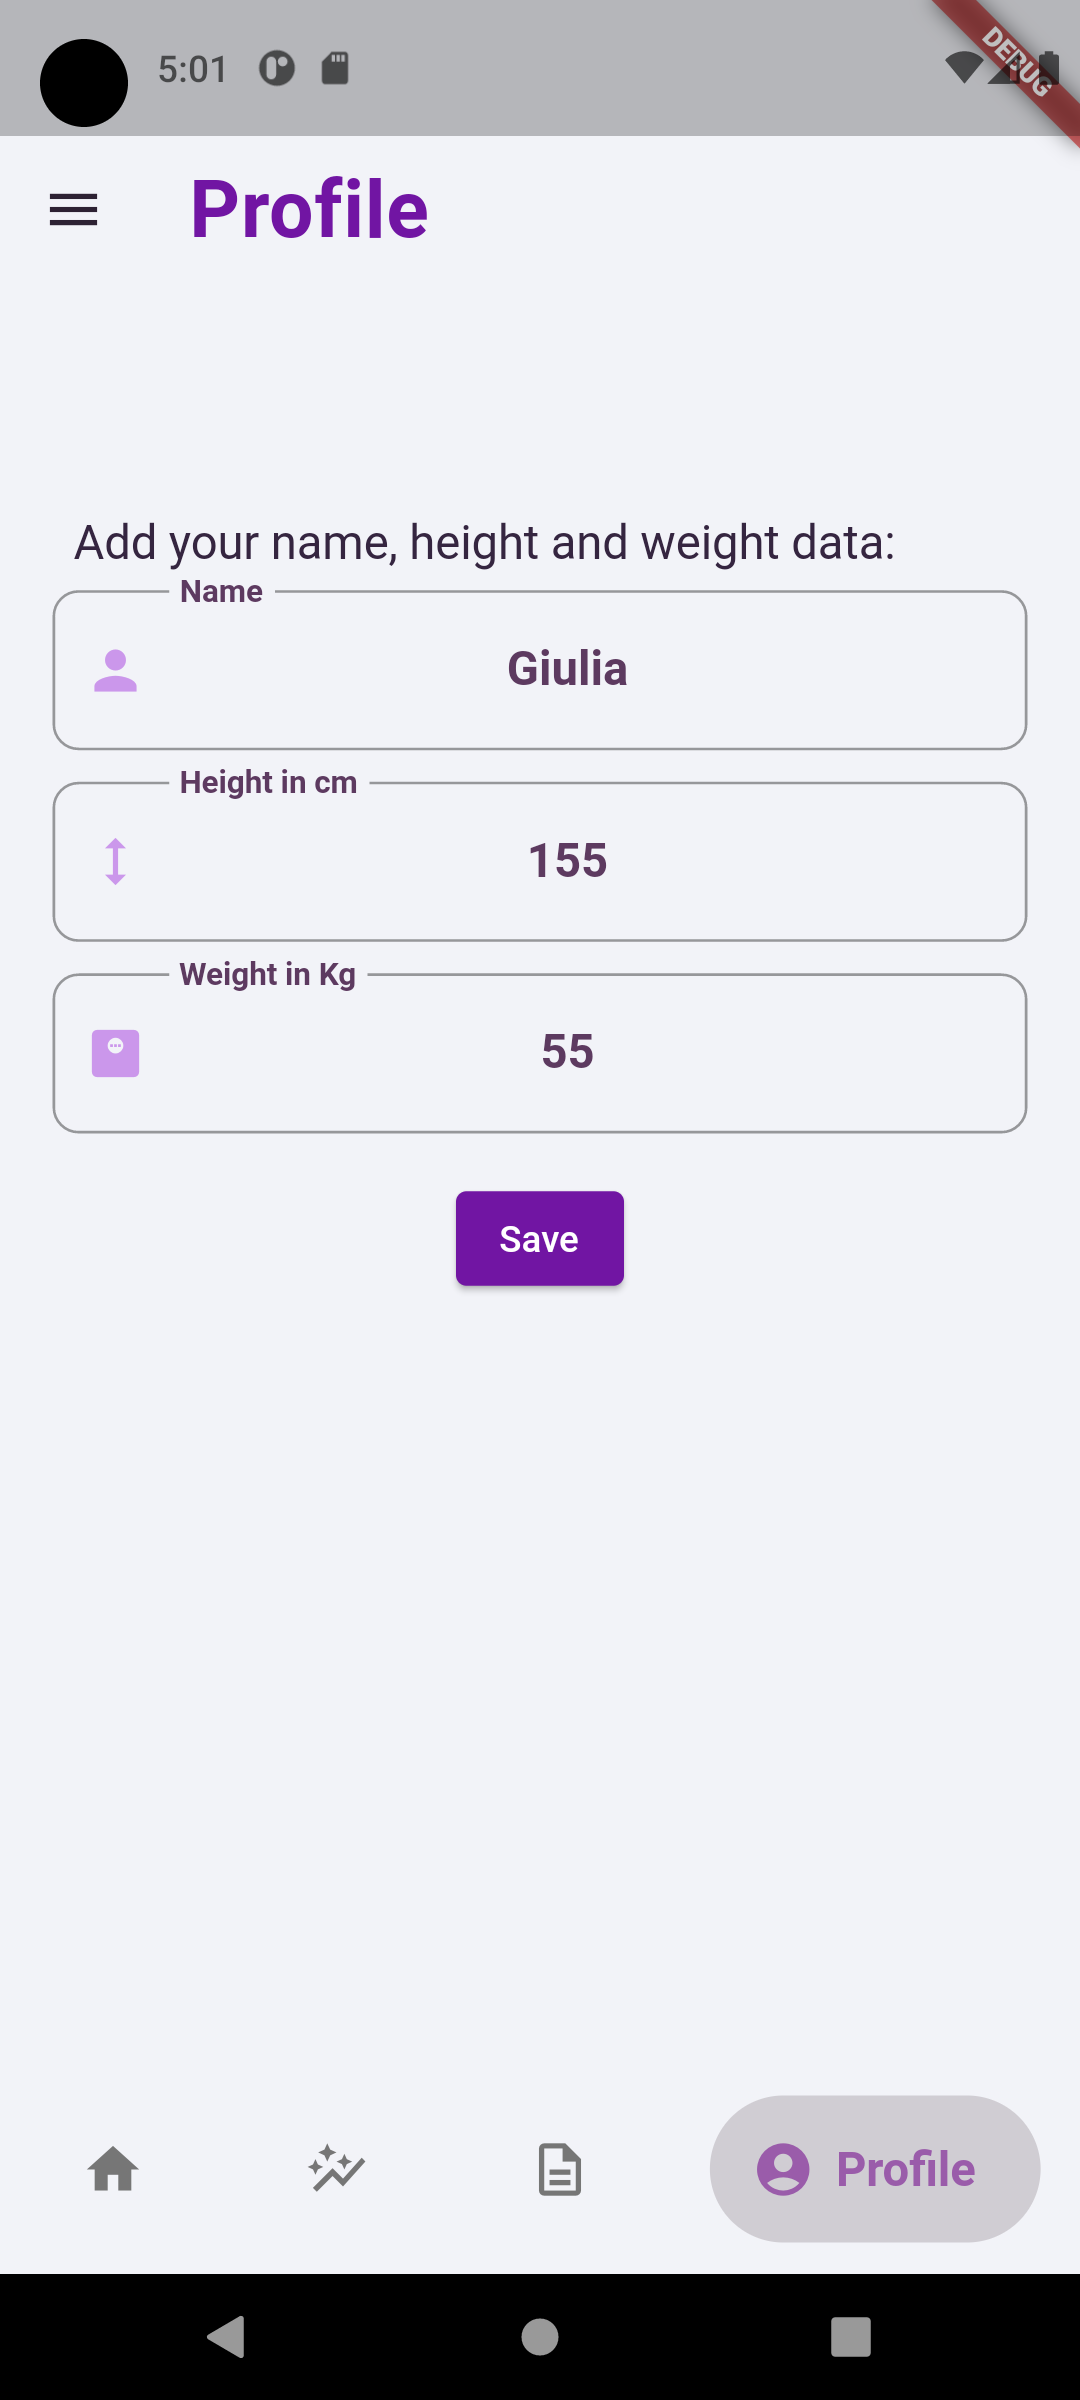 5:01
DEBUG
Profile
Add your name, height and weight data:
Name
Giulia
Height in cm
155
Weight in Kg
55
Save
Profile